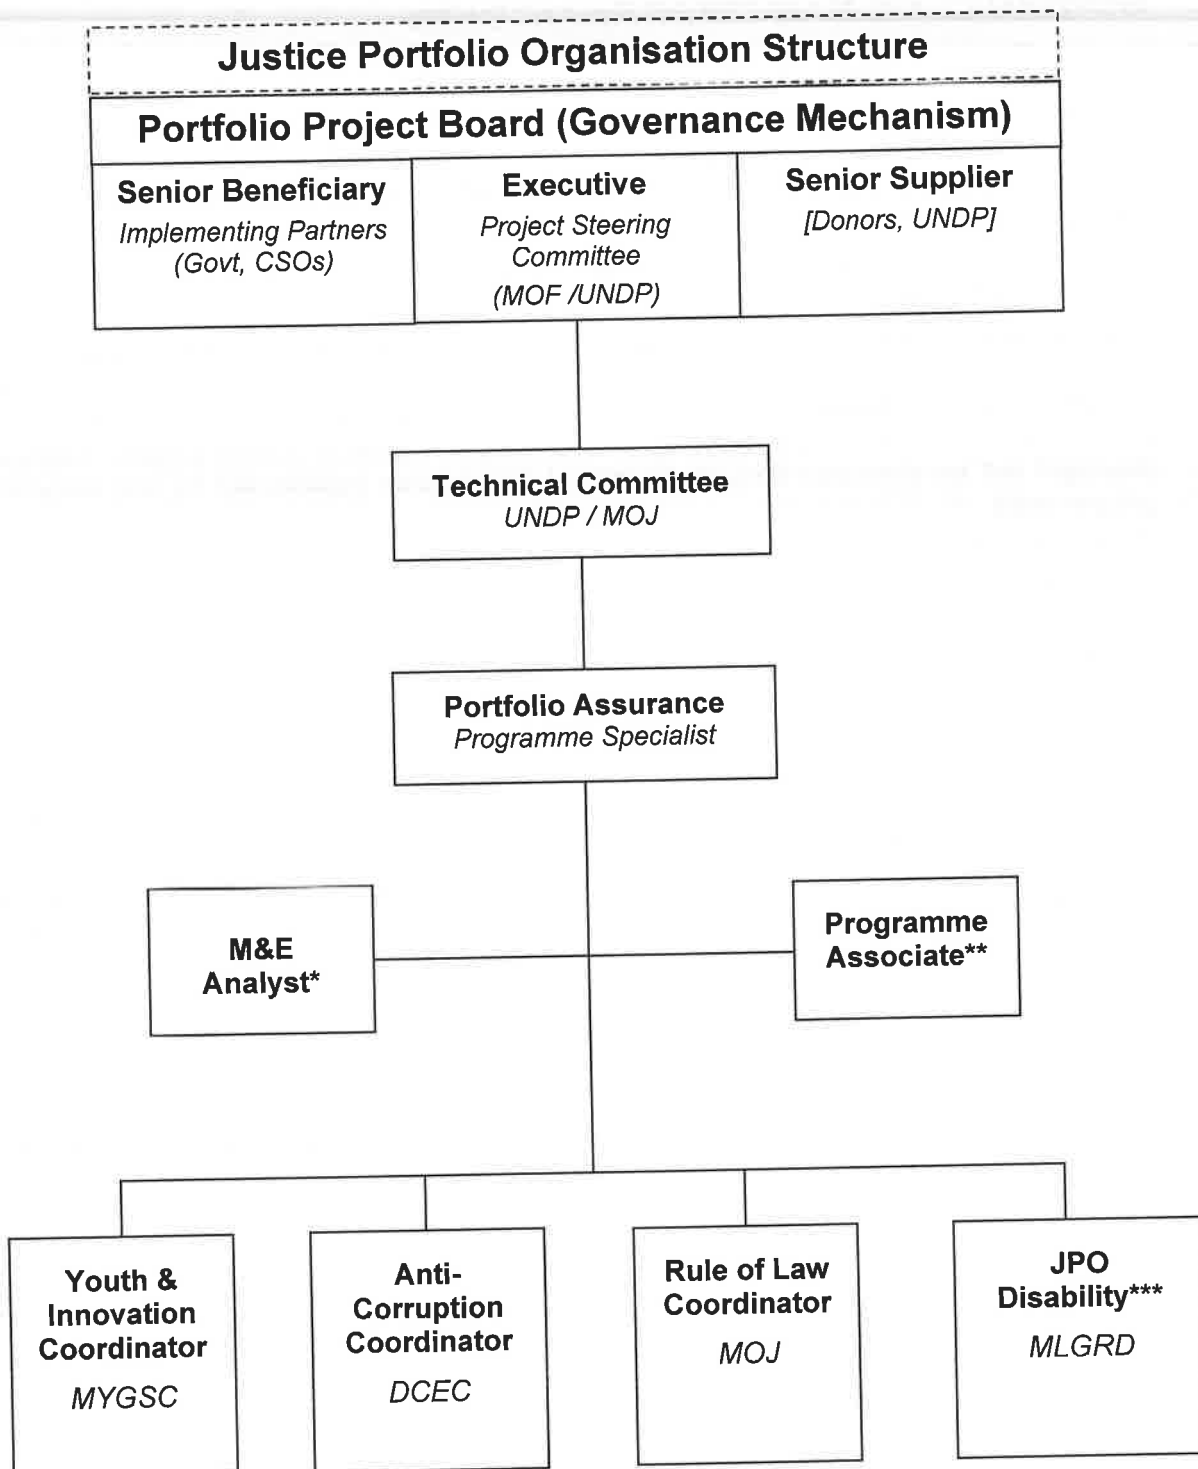 Justice Portfolio Organisation Structure
Portfolio Project Board (Governance Mechanism)
Senior Beneficiary
Implementing Partners
(Govt, CSOs)
Executive
Project Steering
Committee
(MOF /UNDP)
Senior Supplier
[Donors, UNDP]
Technical Committee
UNDP / MOJ
Portfolio Assurance
Programme Specialist
M&E
Analyst*
Programme
Associate**
Youth &
Innovation
Coordinator
MYGSC
Anti-
Corruption
Coordinator
DCEC
Rule of Law
Coordinator
MOJ
JPO
Disability***
MLGRD